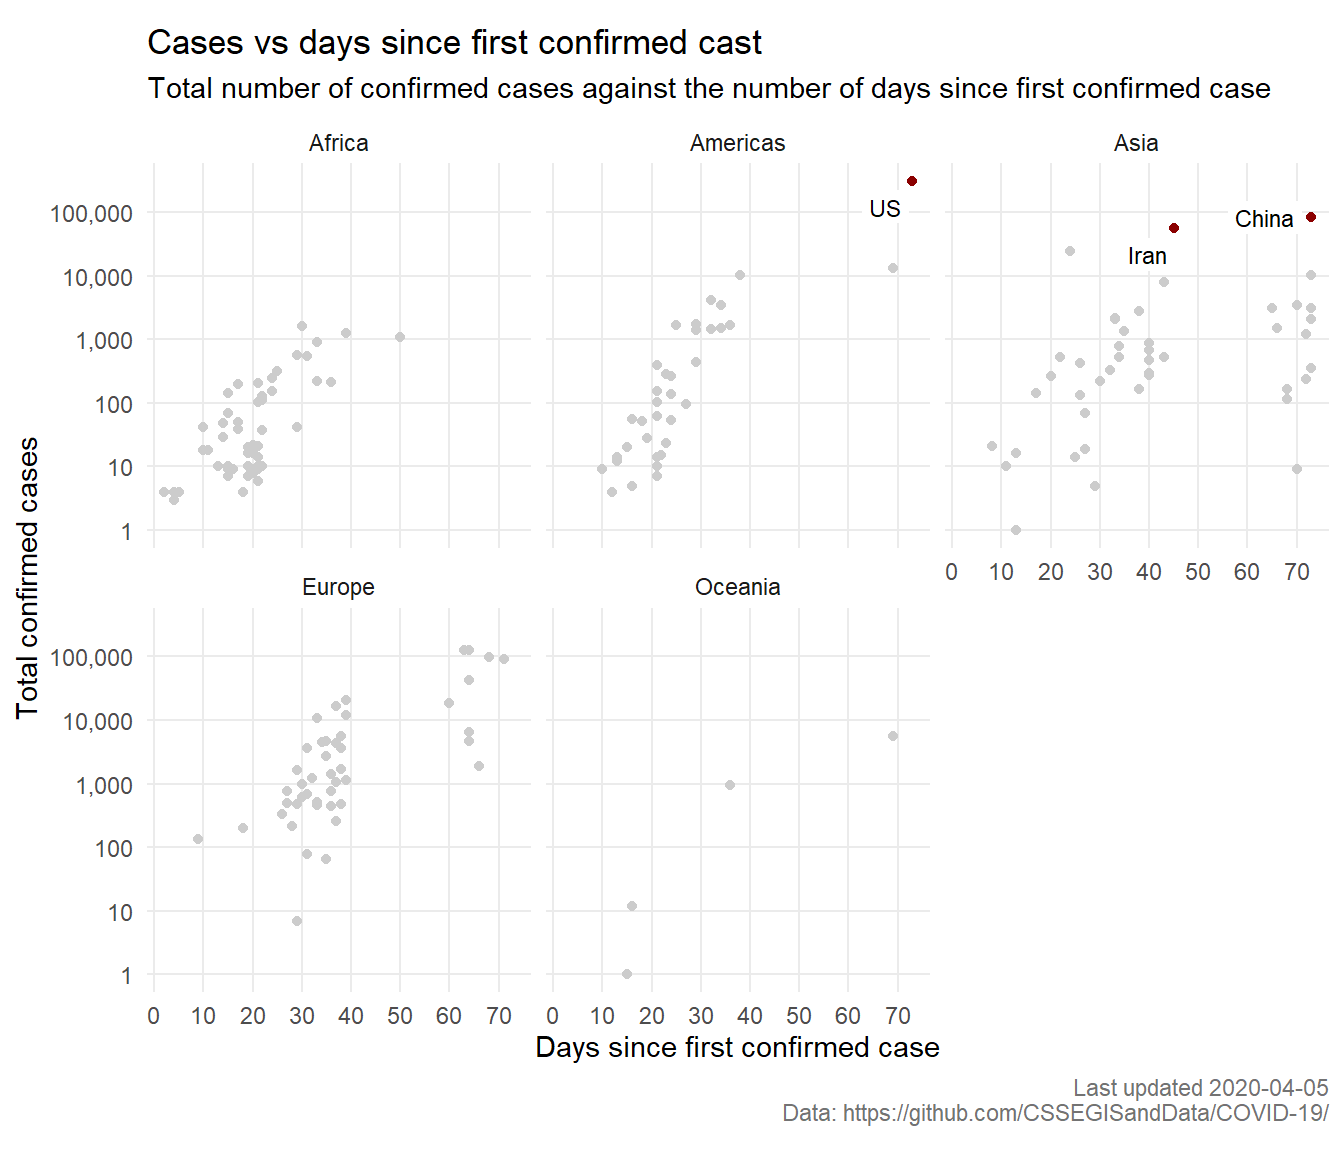 Cases vs days since first confirmed cast
Total number of confirmed cases against the number of days since first confirmed case
Africa
Americas
Asia
100,000
10,000
1,000
100
10
1
US
Iran
China
0 10 20 30 40 50 60 70
Total confirmed cases
Europe
Oceania
100,000
10,000
1,000
100
10
1
0 10 20 30 40 50 60 70
0 10 20 30 40 50 60 70
Days since first confirmed case
Last updated 2020-04-05
Data: https://github.com/CSSEGISandData/COVID-19/